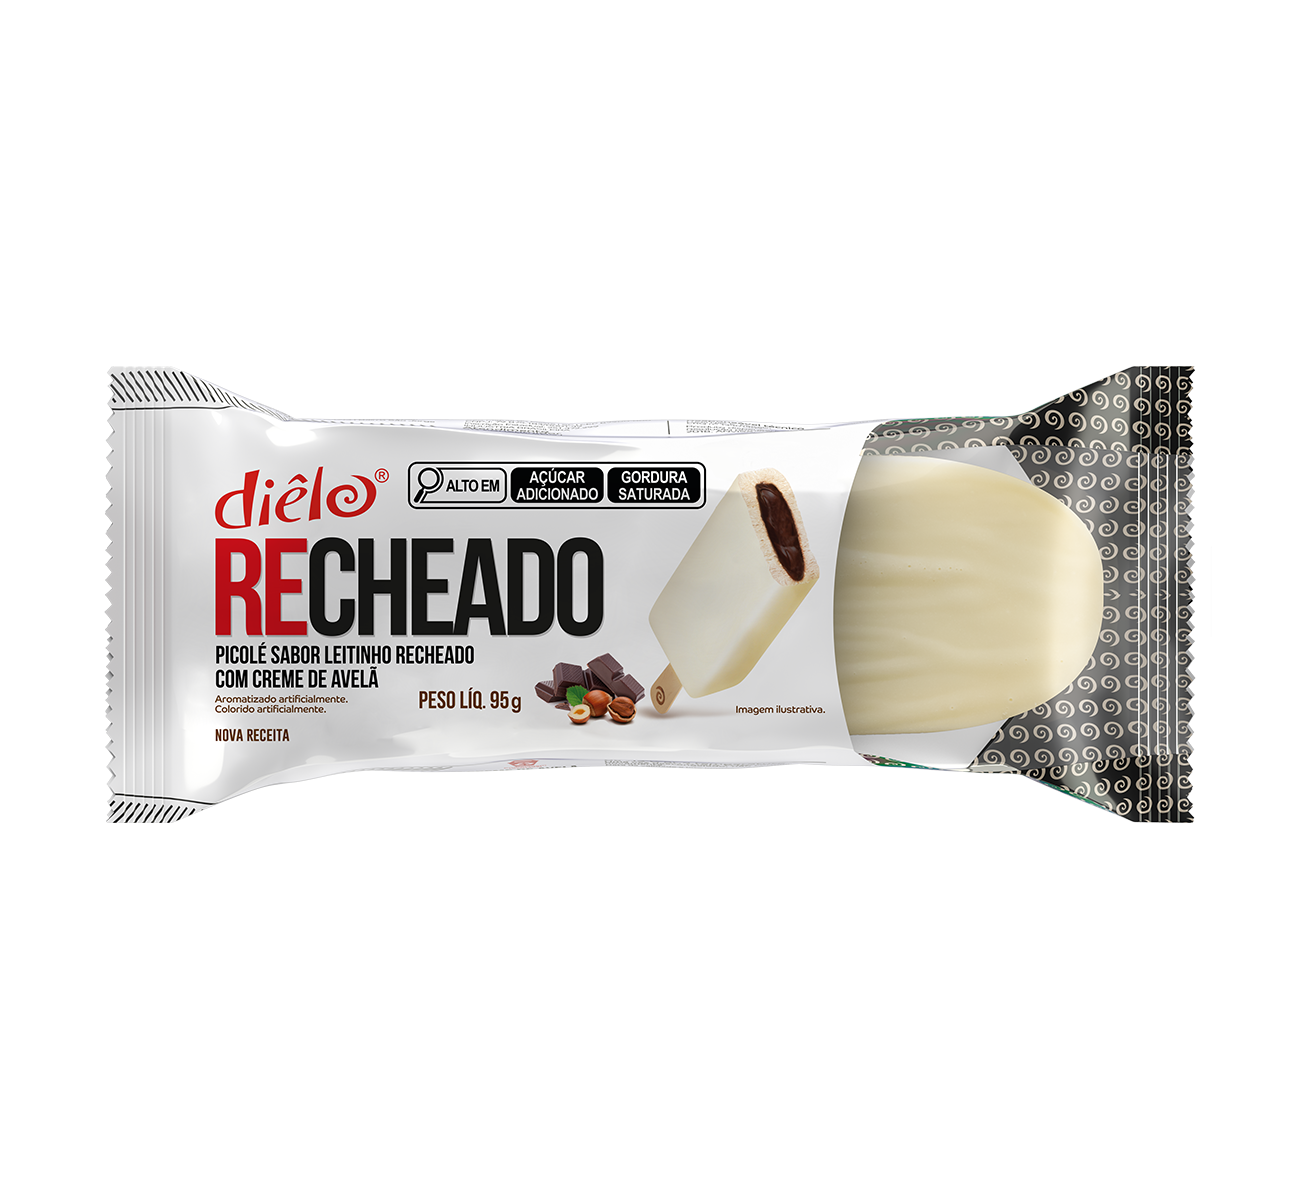 diêlo®
ALTO EM
AÇÚCAR
ADICIONADO
GORDURA
SATURADA
RECHEADO
PICOLÉ SABOR LEITINHO RECHEADO
COM CREME DE AVELÃ
Aromatizado artificialmente.
Colorido artificialmente.
PESO LÍQ. 95g
NOVA RECEITA
Imagem ilustrativa.